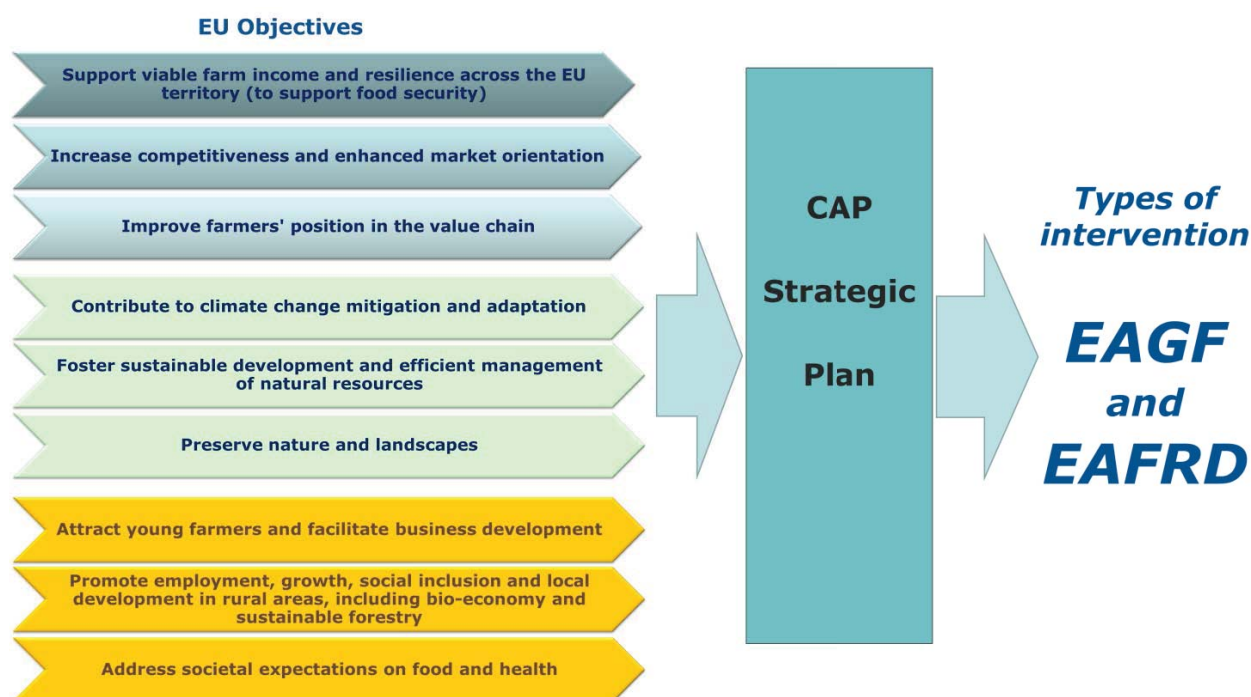 EU Objectives
Support viable farm income and resilience across the EU
territory (to support food security)
Increase competitiveness and enhanced market orientation
Improve farmers' position in the value chain
Contribute to climate change mitigation and adaptation
Foster sustainable development and efficient management
of natural resources
Preserve nature and landscapes
Attract young farmers and facilitate business development
Promote employment, growth, social inclusion and local
development in rural areas, including bio-economy and
sustainable forestry
Address societal expectations on food and health
CAP
Strategic
Plan
Types of
intervention
EAGF
and
EAFRD